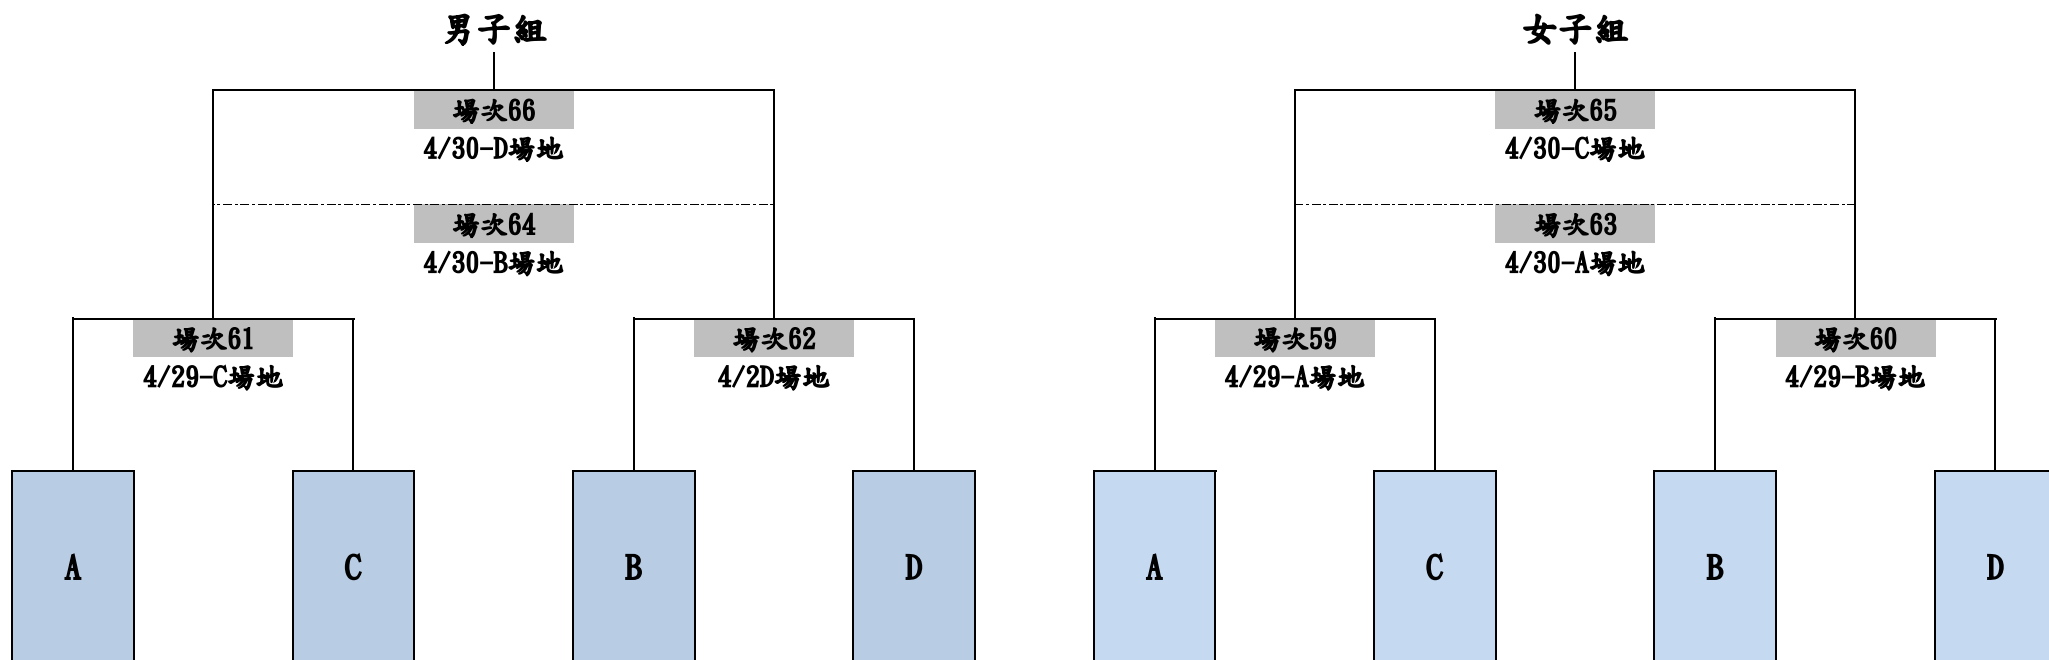 男子組
場次66
4/30-D場地
場次64
4/30-B場地
場次61
4/29-C場地
場次62
4/2D場地
A
C
B
D
女子組
場次65
4/30-C場地
場次63
4/30-A場地
場次59
4/29-A場地
場次60
4/29-B場地
A
C
B
D